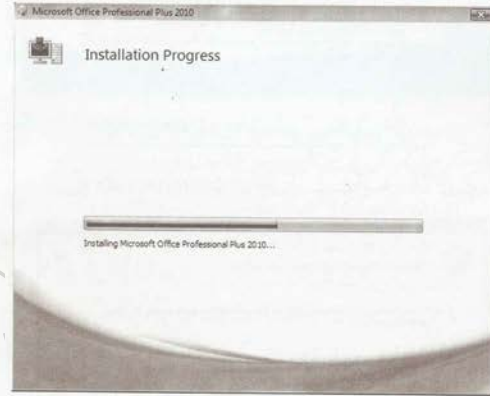 Microsoft Office Professional Plus 2010
Installation Progress
Installing Microsoft Office Professional Plus 2010...